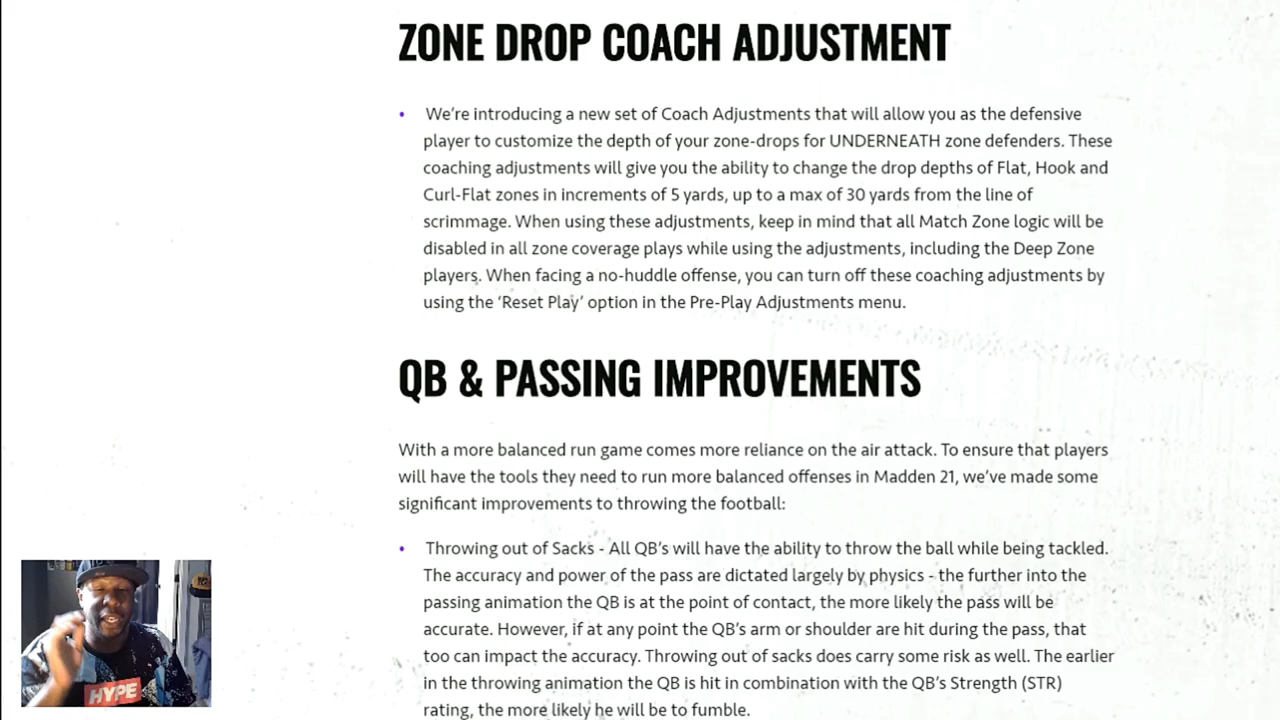 ZONE DROP COACH ADJUSTMENT
• We're introducing a new set of Coach Adjustments that will allow you as the defensive
player to customize the depth of your zone-drops for UNDERNEATH zone defenders. These
coaching adjustments will give you the ability to change the drop depths of Flat, Hook and
Curl-Flat zones in increments of 5 yards, up to a max of 30 yards from the line of
scrimmage. When using these adjustments, keep in mind that all Match Zone logic will be
disabled in all zone coverage plays while using the adjustments, including the Deep Zone
players. When facing a no-huddle offense, you can turn off these coaching adjustments by
using the 'Reset Play' option in the Pre-Play Adjustments menu.
QB & PASSING IMPROVEMENTS
With a more balanced run game comes more reliance on the air attack. To ensure that players
will have the tools they need to run more balanced offenses in Madden 21, we've made some
significant improvements to throwing the football:
• Throwing out of Sacks - All QB's will have the ability to throw the ball while being tackled.
The accuracy and power of the pass are dictated largely by physics - the further into the
passing animation the QB is at the point of contact, the more likely the pass will be
accurate. However, if at any point the QB's arm or shoulder are hit during the pass, that
too can impact the accuracy. Throwing out of sacks does carry some risk as well. The earlier
in the throwing animation the QB is hit in combination with the QB's Strength (STR)
rating, the more likely he will be to fumble.
HYPE